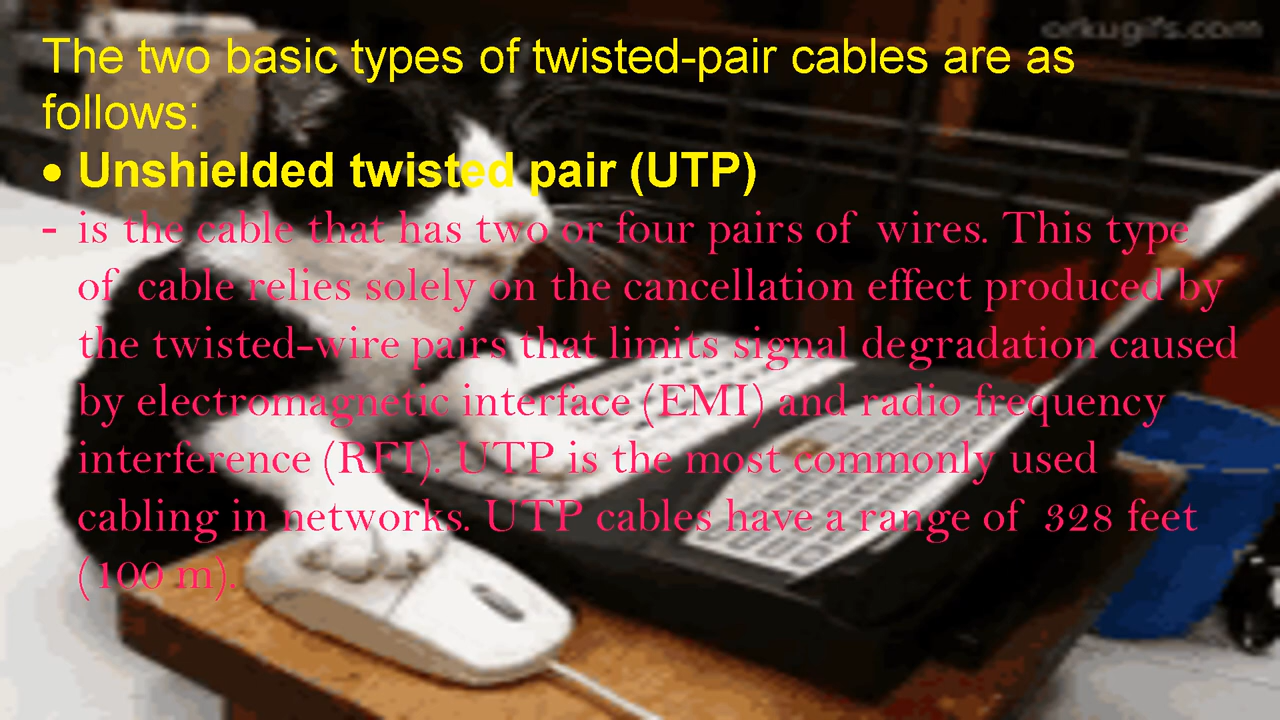 orkugifs.com
The two basic types of twisted-pair cables are as
follows:
• Unshielded twisted pair (UTP)
- is the cable that has two or four pairs of wires. This type
of cable relies solely on the cancellation effect produced by
the twisted-wire pairs that limits signal degradation caused
by electromagnetic interface (EMI) and radio frequency
interference (RFI). UTP is the most commonly used
cabling in networks. UTP cables have a range of 328 feet
(100 m).